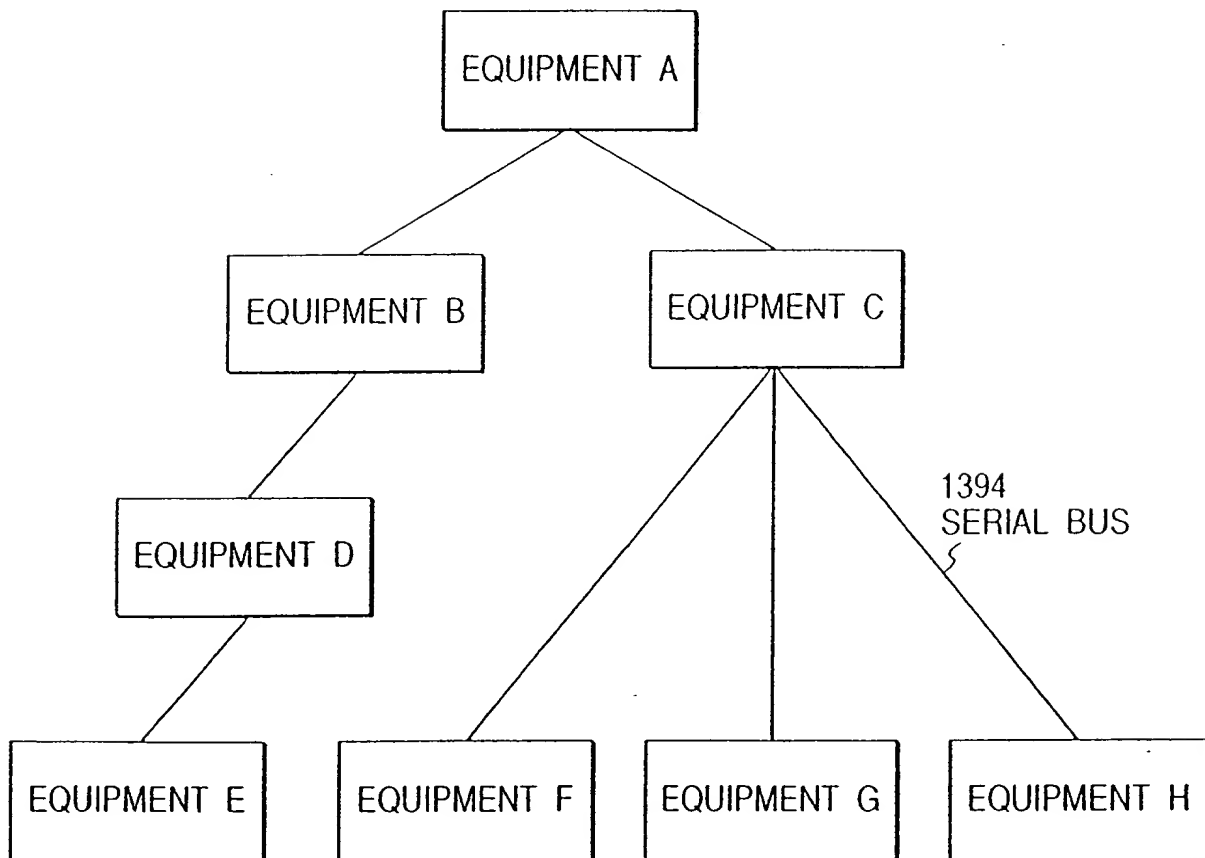 EQUIPMENT A
EQUIPMENT B
EQUIPMENT C
1394
SERIAL BUS
EQUIPMENT D
EQUIPMENT E
EQUIPMENT F
EQUIPMENT G
EQUIPMENT H